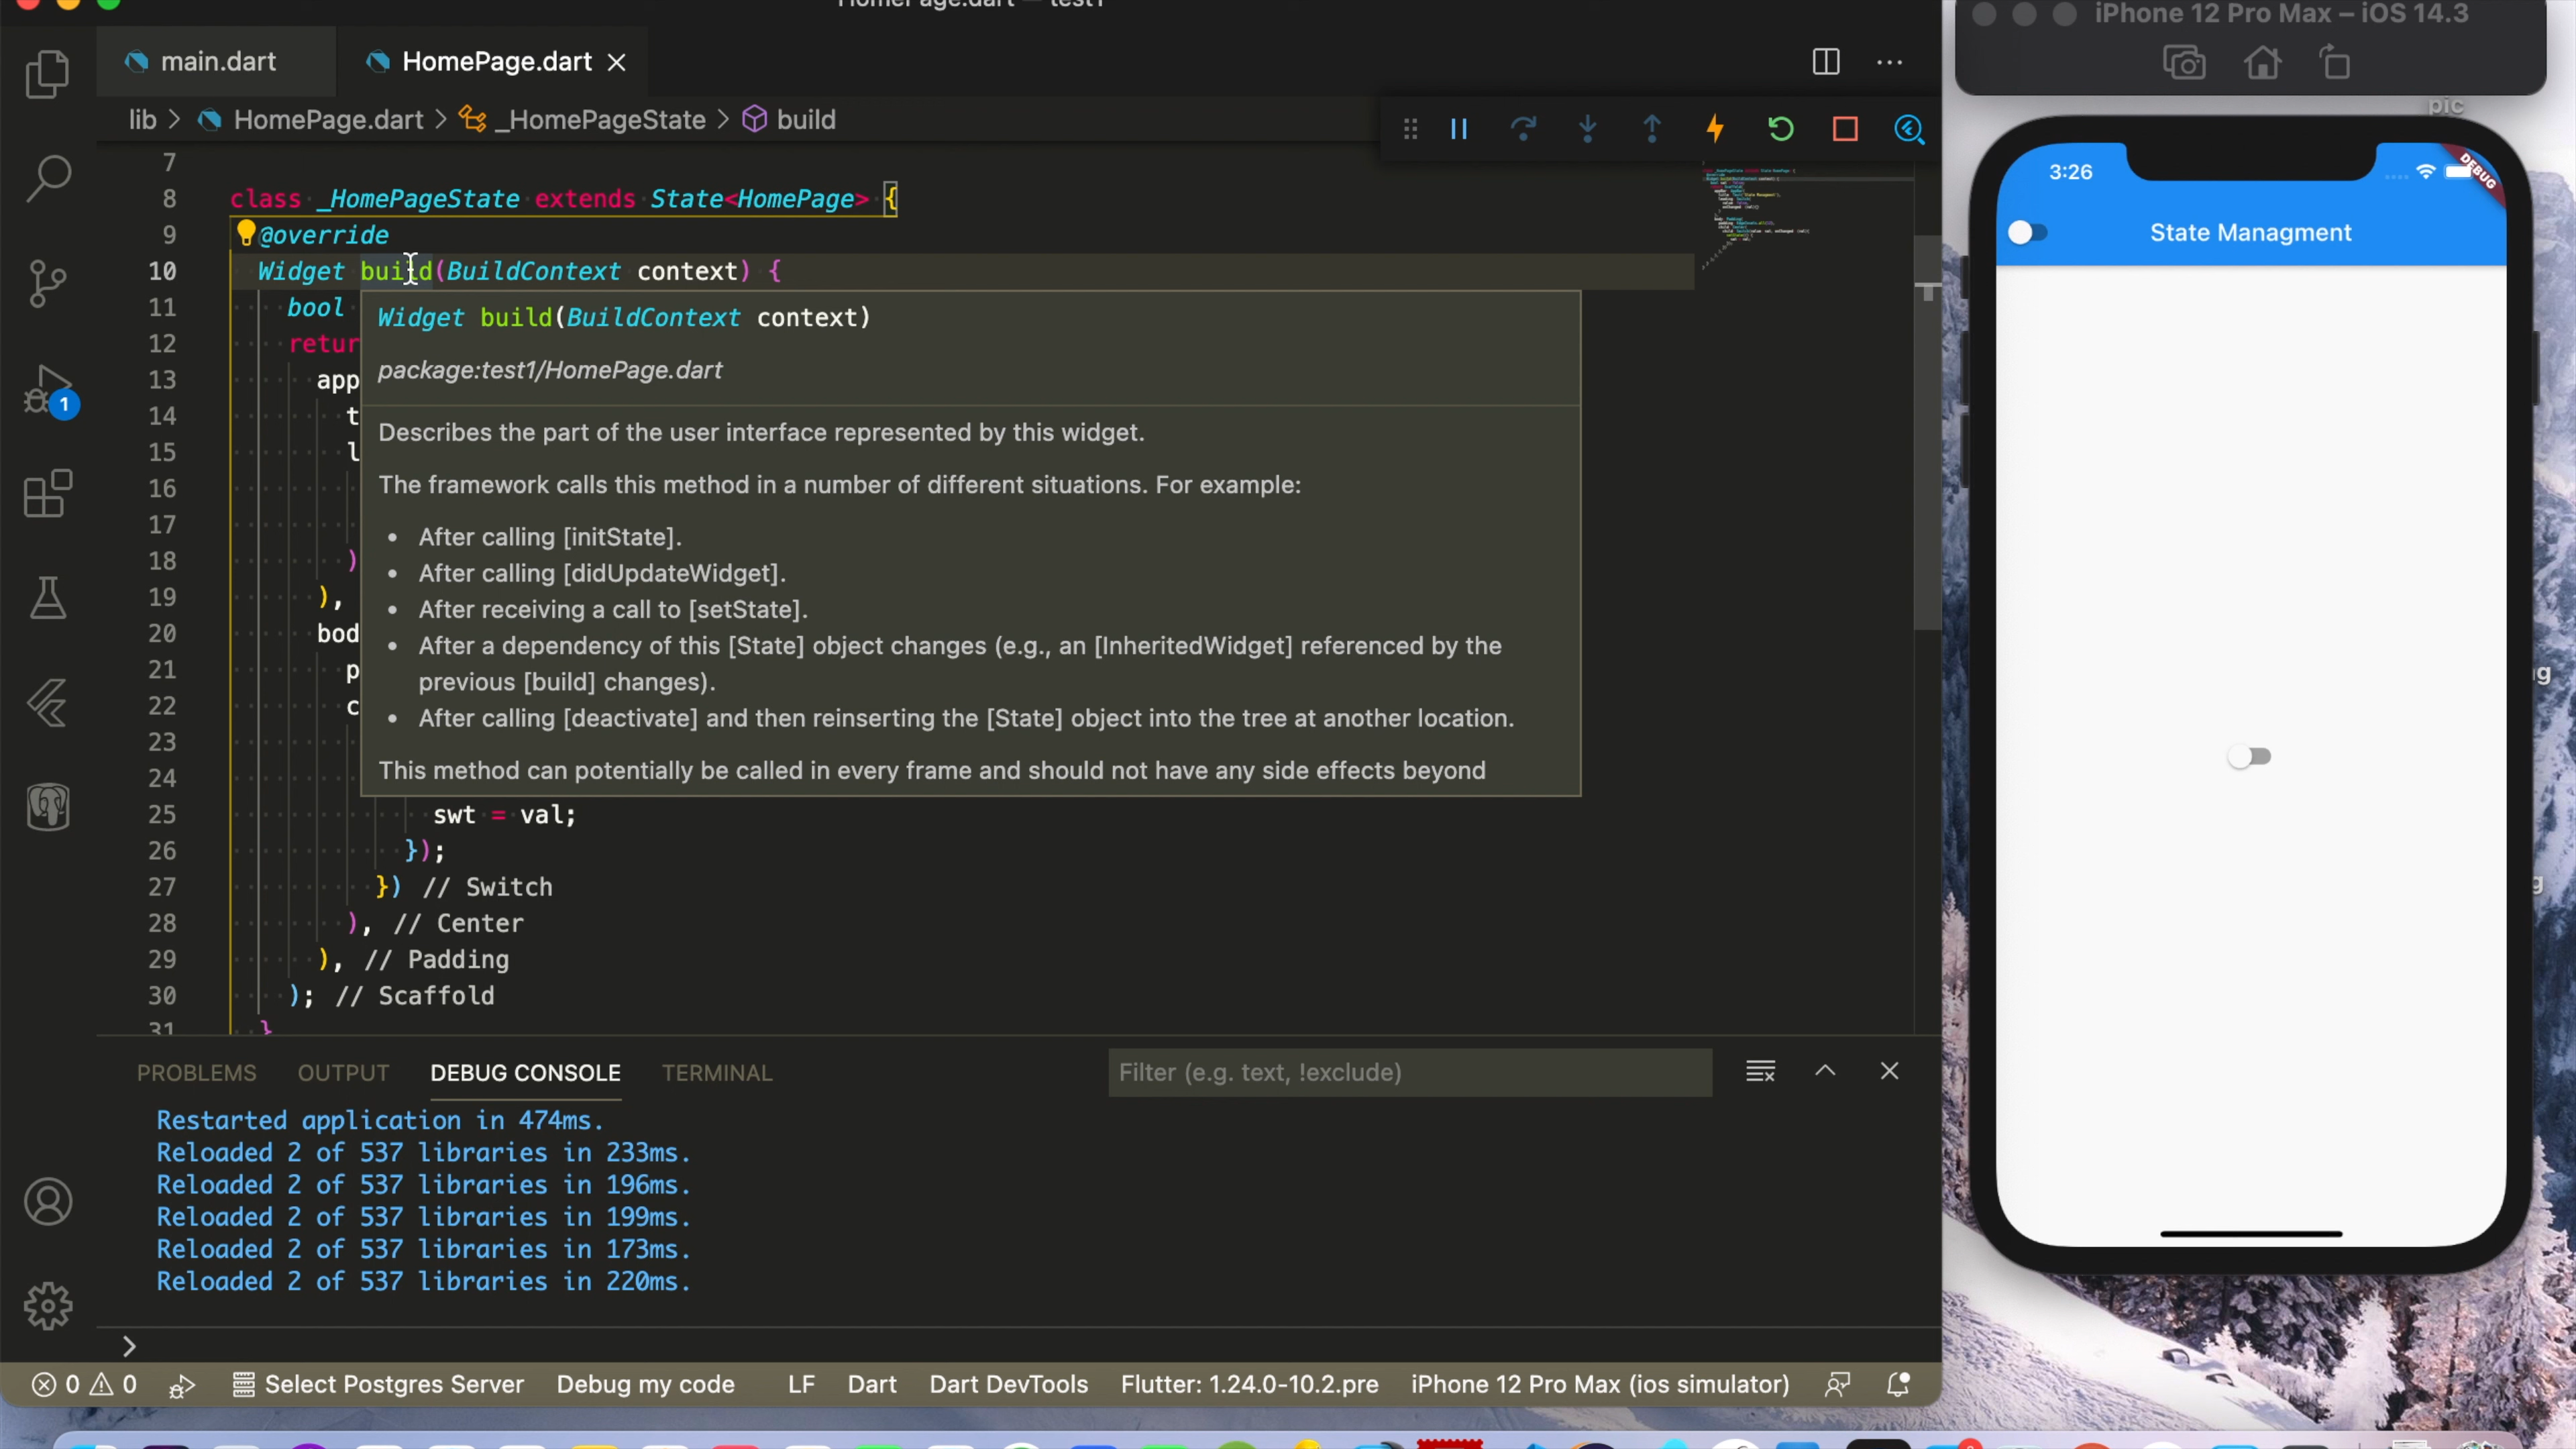 HomePage.dart — test1
iPhone 12 Pro Max – iOS 14.3
main.dart
HomePage.dart
pic
lib > HomePage.dart > _HomePageState > build
7
8 class _HomePageState extends State<HomePage> {
9 @override
10 Widget build(BuildContext context) {
11 bool
12 retur
13 app
14 t
15 l
16
17
18 )
19 ),
20 bod
21 p
22 c
23
24
25 swt = val;
26 });
27 }) // Switch
28 ), // Center
29 ), // Padding
30 ); // Scaffold
31 }
Widget build(BuildContext context)
package:test1/HomePage.dart
Describes the part of the user interface represented by this widget.
The framework calls this method in a number of different situations. For example:
• After calling [initState].
• After calling [didUpdateWidget].
• After receiving a call to [setState].
• After a dependency of this [State] object changes (e.g., an [InheritedWidget] referenced by the
previous [build] changes).
• After calling [deactivate] and then reinserting the [State] object into the tree at another location.
This method can potentially be called in every frame and should not have any side effects beyond
1
3:26
DEBUG
State Managment
g
g
PROBLEMS OUTPUT DEBUG CONSOLE TERMINAL
Filter (e.g. text, !exclude)
Restarted application in 474ms.
Reloaded 2 of 537 libraries in 233ms.
Reloaded 2 of 537 libraries in 196ms.
Reloaded 2 of 537 libraries in 199ms.
Reloaded 2 of 537 libraries in 173ms.
Reloaded 2 of 537 libraries in 220ms.
>
0 0 Select Postgres Server Debug my code LF Dart Dart DevTools Flutter: 1.24.0-10.2.pre iPhone 12 Pro Max (ios simulator)